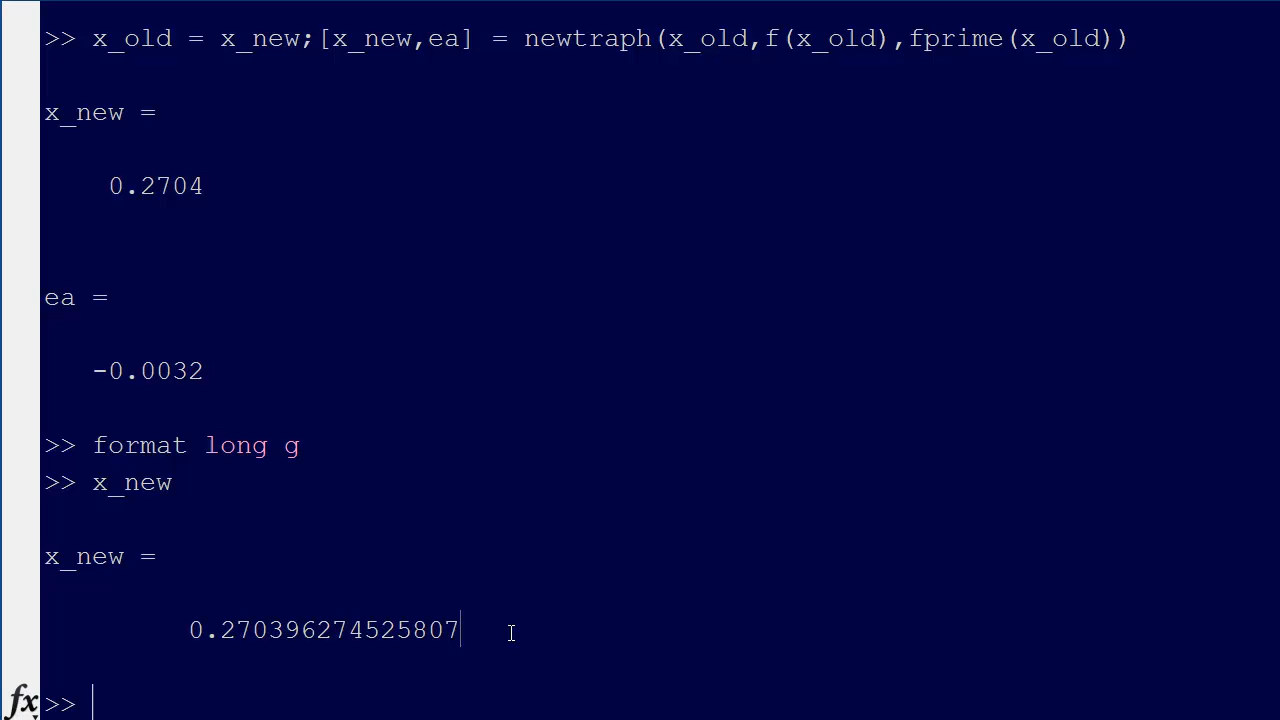 >> x_old = x_new;[x_new,ea] = newtraph(x_old,f(x_old),fprime(x_old))
x_new =
0.2704
ea =
-0.0032
>> format long g
>> x_new
x_new =
0.270396274525807
fx >>